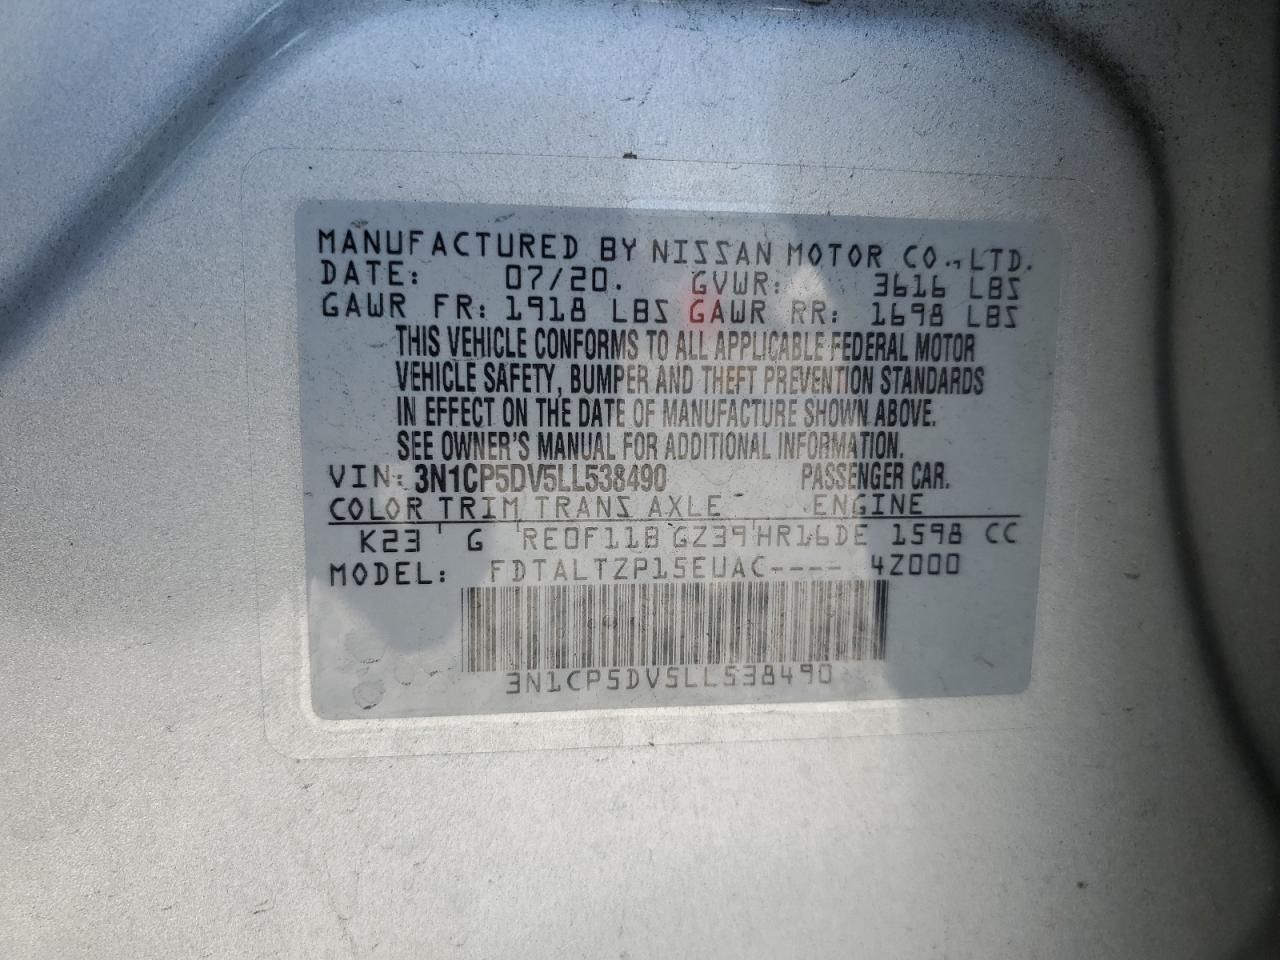 MANUFACTURED BY NISSAN MOTOR CO., LTD.
DATE: 07/20. GVWR: 3616 LBS
GAWR FR: 1918 LBS GAWR RR: 1698 LBS
THIS VEHICLE CONFORMS TO ALL APPLICABLE FEDERAL MOTOR
VEHICLE SAFETY, BUMPER AND THEFT PREVENTION STANDARDS
IN EFFECT ON THE DATE OF MANUFACTURE SHOWN ABOVE.
SEE OWNER'S MANUAL FOR ADDITIONAL INFORMATION.
VIN: 3N1CP5DV5LL538490 PASSENGER CAR.
COLOR TRIM TRANS AXLE ENGINE
K23 G RE0F11B GZ39 HR16DE 1598 CC
MODEL: FDTALTZP15EUAC---- 4Z000
3N1CP5DV5LL538490